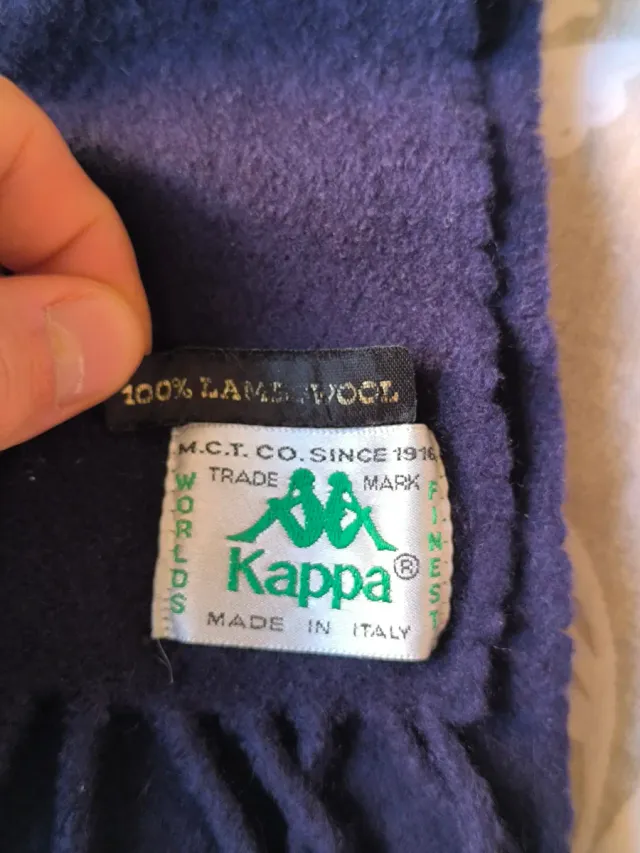 100% LAMBSWOOL
M.C.T. CO. SINCE 1916
TRADE MARK
WORLDS
FINEST
Kappa®
MADE IN ITALY